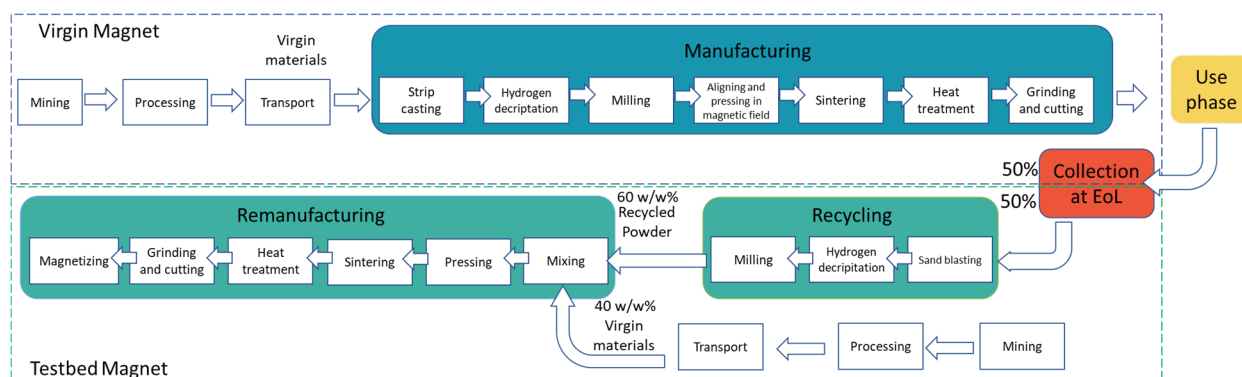 Virgin Magnet
Virgin
materials
Manufacturing
Mining
Processing
Transport
Strip
casting
Hydrogen
decriptation
Milling
Aligning and
pressing in
magnetic field
Sintering
Heat
treatment
Grinding
and cutting
Use
phase
50%
50%
Collection
at EoL
Remanufacturing
60 w/w%
Recycled
Powder
Recycling
Magnetizing
Grinding
and cutting
Heat
treatment
Sintering
Pressing
Mixing
Milling
Hydrogen
decripitation
Sand blasting
40 w/w%
Virgin
materials
Transport
Processing
Mining
Testbed Magnet